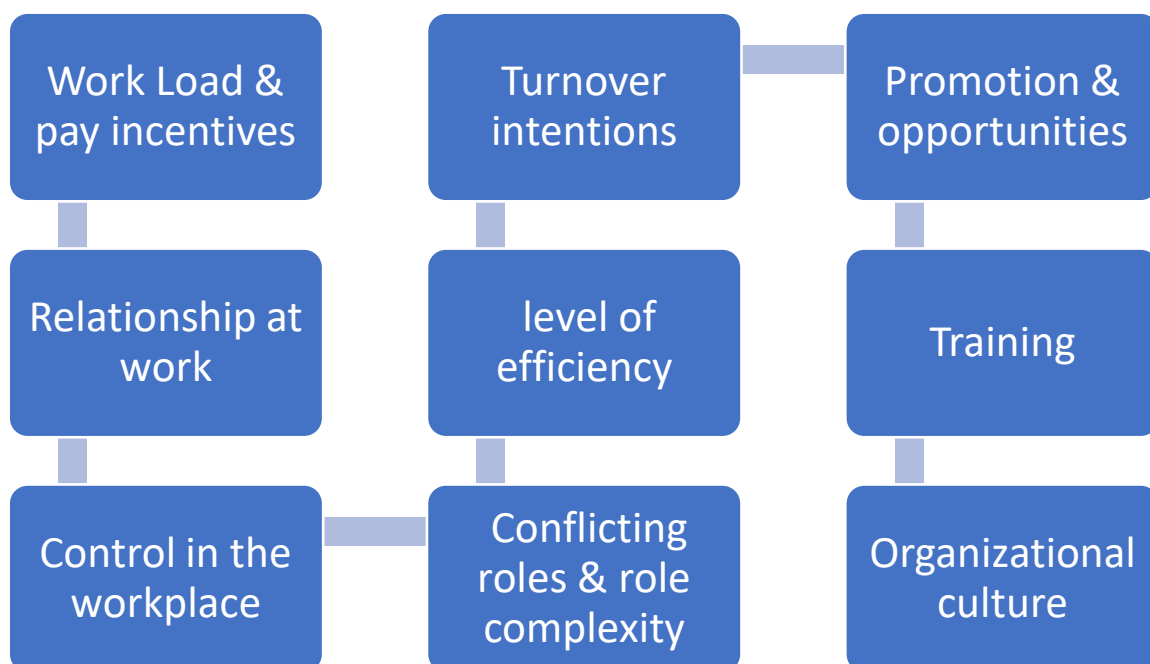 Work Load &
pay incentives
Relationship at
work
Control in the
workplace
Conflicting
roles & role
complexity
level of
efficiency
Turnover
intentions
Promotion &
opportunities
Training
Organizational
culture